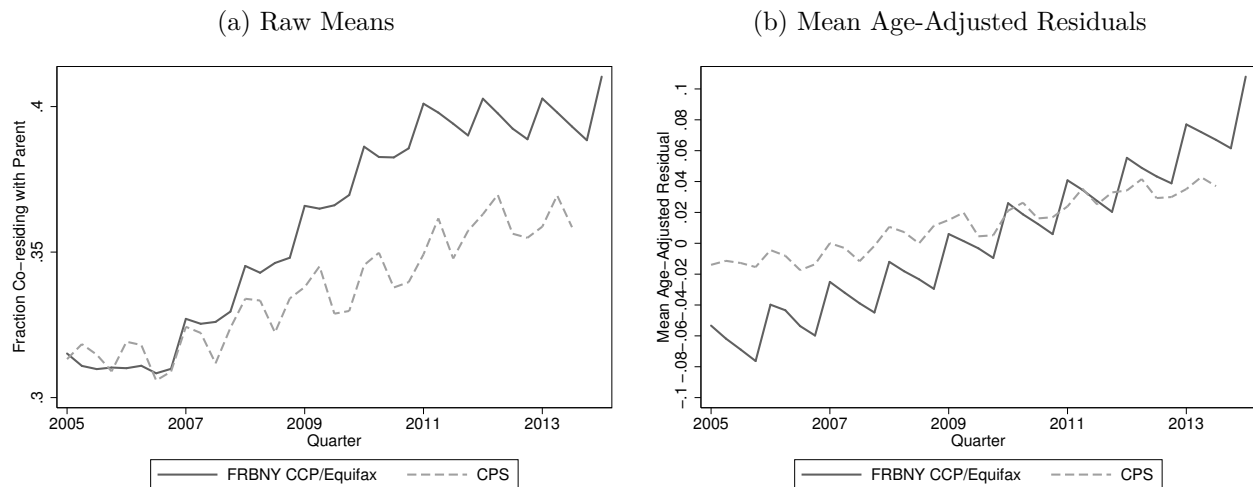 (a) Raw Means
Fraction Co-residing with Parent
.3 .35 .4
2005 2007 2009 2011 2013
Quarter
FRBNY CCP/Equifax CPS
(b) Mean Age-Adjusted Residuals
Mean Age-Adjusted Residual
-.1 -.08 -.06 -.04 -.02 0 .02 .04 .06 .08 .1
2005 2007 2009 2011 2013
Quarter
FRBNY CCP/Equifax CPS